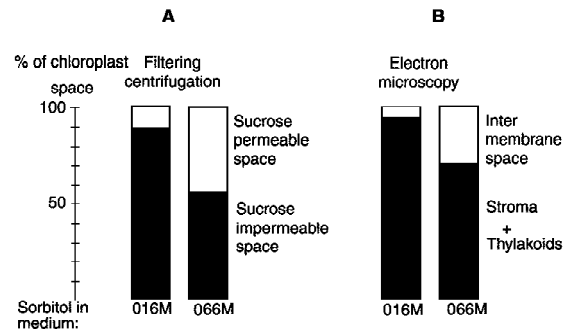 A
B
% of chloroplast
space
Filtering
centrifugation
Electron
microscopy
100
50
Sucrose
permeable
space
Sucrose
impermeable
space
Inter
membrane
space
Stroma
+
Thylakoids
Sorbitol in
medium:
016M
066M
016M
066M